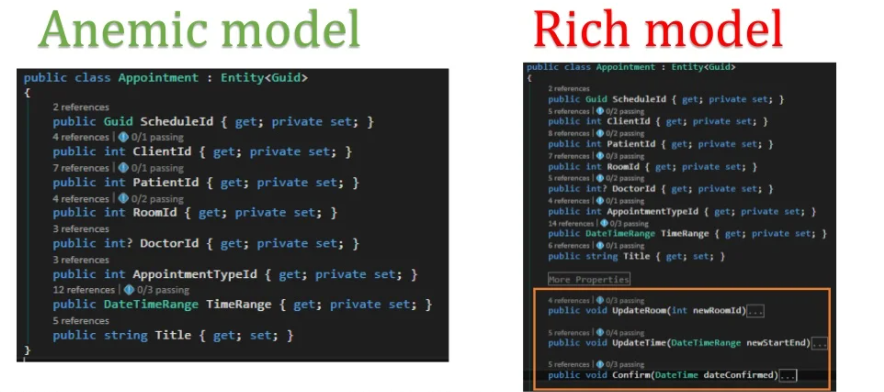 Anemic model
public class Appointment : Entity<Guid>
{
2 references
public Guid ScheduleId { get; private set; }
4 references | 0/1 passing
public int ClientId { get; private set; }
7 references | 0/1 passing
public int PatientId { get; private set; }
4 references | 0/2 passing
public int RoomId { get; private set; }
3 references
public int? DoctorId { get; private set; }
3 references
public int AppointmentTypeId { get; private set; }
12 references | 0/3 passing
public DateTimeRange TimeRange { get; private set; }
5 references
public string Title { get; set; }
}
Rich model
public class Appointment : Entity<Guid>
{
2 references
public Guid ScheduleId { get; private set; }
5 references | 0/2 passing
public int ClientId { get; private set; }
8 references | 0/2 passing
public int PatientId { get; private set; }
7 references | 0/3 passing
public int RoomId { get; private set; }
5 references | 0/2 passing
public int? DoctorId { get; private set; }
4 references | 0/1 passing
public int AppointmentTypeId { get; private set; }
14 references | 0/3 passing
public DateTimeRange TimeRange { get; private set; }
6 references | 0/1 passing
public string Title { get; set; }
More Properties
4 references | 0/3 passing
public void UpdateRoom(int newRoomId)...
5 references | 0/4 passing
public void UpdateTime(DateTimeRange newStartEnd)...
5 references | 0/3 passing
public void Confirm(DateTime dateConfirmed)...